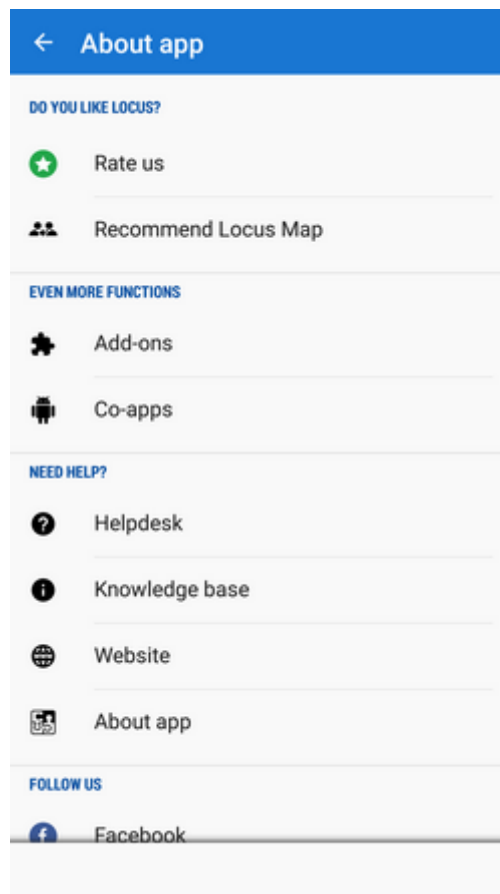 About app
DO YOU LIKE LOCUS?
Rate us
Recommend Locus Map
EVEN MORE FUNCTIONS
Add-ons
Co-apps
NEED HELP?
Helpdesk
Knowledge base
Website
About app
FOLLOW US
Facebook